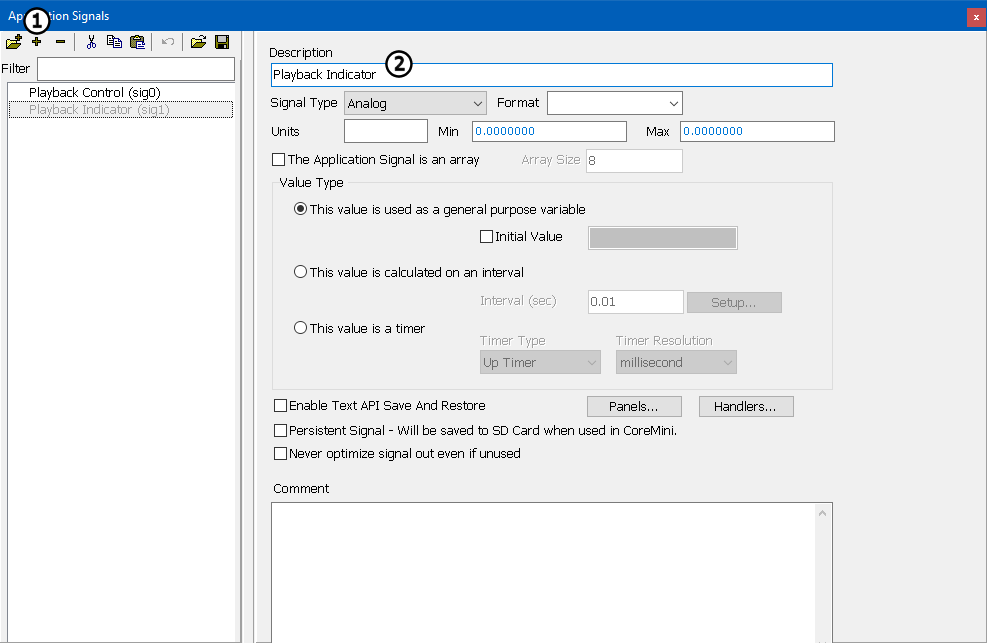 Application Signals
1
x
Filter
Playback Control (sig0)
Playback Indicator (sig1)
Description
Playback Indicator
2
Signal Type Analog Format
Units Min 0.0000000 Max 0.0000000
The Application Signal is an array Array Size 8
Value Type
This value is used as a general purpose variable
Initial Value
This value is calculated on an interval
Interval (sec) 0.01 Setup...
This value is a timer
Timer Type Timer Resolution
Up Timer millisecond
Enable Text API Save And Restore Panels... Handlers...
Persistent Signal - Will be saved to SD Card when used in CoreMini.
Never optimize signal out even if unused
Comment